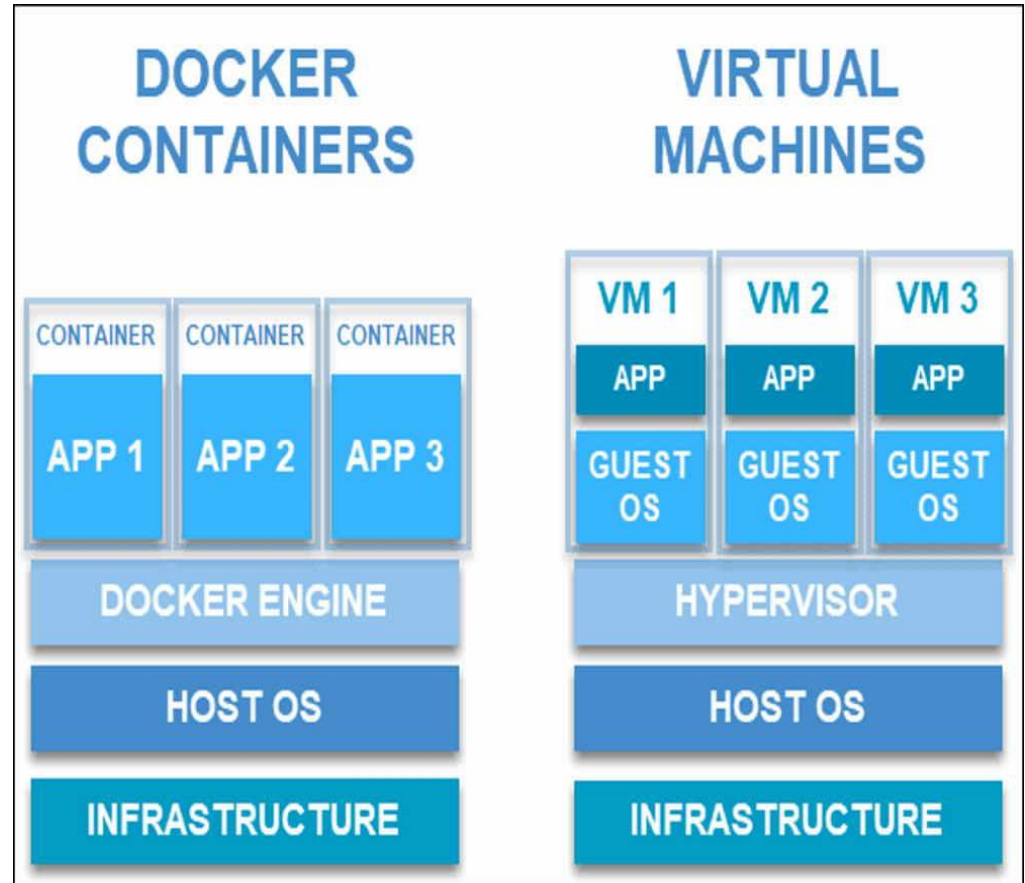 DOCKER
CONTAINERS
CONTAINER
APP 1
CONTAINER
APP 2
CONTAINER
APP 3
DOCKER ENGINE
HOST OS
INFRASTRUCTURE
VIRTUAL
MACHINES
VM 1
APP
GUEST
OS
VM 2
APP
GUEST
OS
VM 3
APP
GUEST
OS
HYPERVISOR
HOST OS
INFRASTRUCTURE